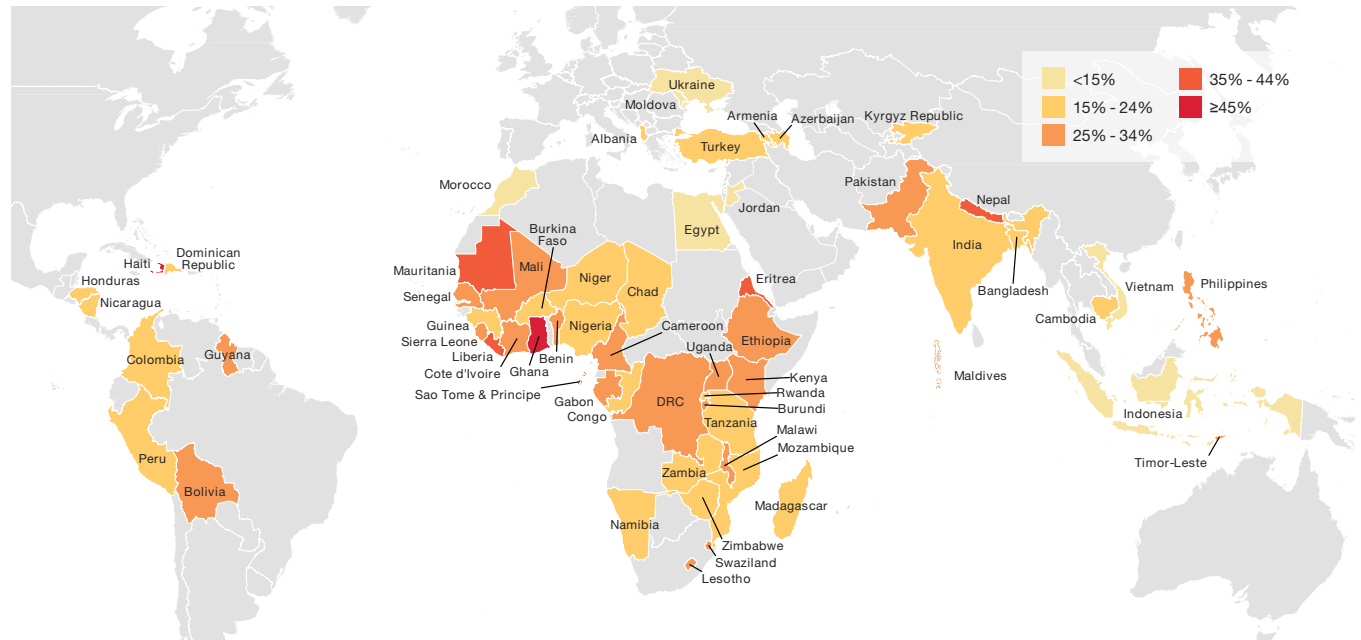 <15%
15% - 24%
25% - 34%
35% - 44%
≥45%
Ukraine
Moldova
Armenia
Azerbaijan
Kyrgyz Republic
Albania
Turkey
Morocco
Jordan
Egypt
Pakistan
Nepal
India
Bangladesh
Vietnam
Cambodia
Philippines
Maldives
Indonesia
Timor-Leste
Haiti
Dominican
Republic
Honduras
Nicaragua
Colombia
Guyana
Peru
Bolivia
Burkina
Faso
Mauritania
Mali
Niger
Chad
Eritrea
Senegal
Guinea
Nigeria
Cameroon
Sierra Leone
Liberia
Benin
Uganda
Ethiopia
Cote d'Ivoire
Ghana
Sao Tome & Principe
Kenya
Rwanda
Gabon
DRC
Burundi
Congo
Tanzania
Malawi
Mozambique
Zambia
Madagascar
Namibia
Zimbabwe
Swaziland
Lesotho